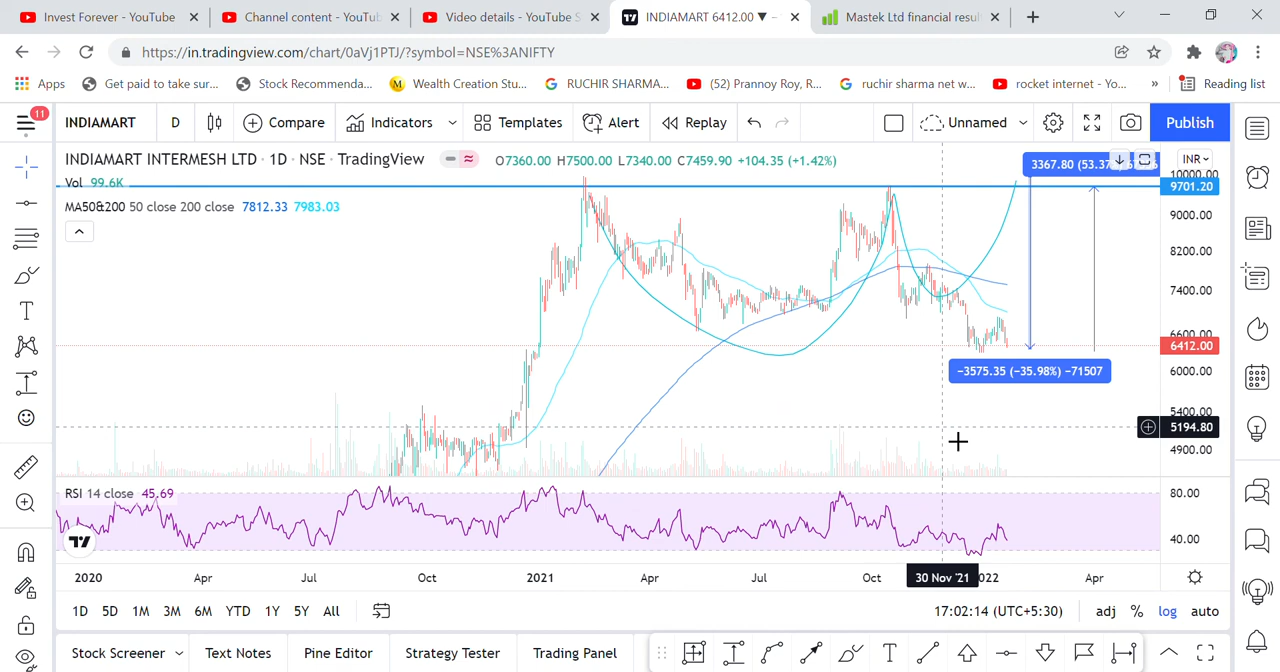 Invest Forever - YouTube
Channel content - YouTub
Video details - YouTube S
INDIAMART 6412.00 ▼ −
Mastek Ltd financial resul
https://in.tradingview.com/chart/0aVj1PTJ/?symbol=NSE%3ANIFTY
Apps
Get paid to take sur...
Stock Recommenda...
Wealth Creation Stu...
RUCHIR SHARMA...
(52) Prannoy Roy, R...
ruchir sharma net w...
rocket internet - Yo...
»
Reading list
11
INDIAMART
D
Compare
Indicators
Templates
Alert
Replay
Unnamed
Publish
INDIAMART INTERMESH LTD · 1D · NSE · TradingView
O7360.00 H7500.00 L7340.00 C7459.90 +104.35 (+1.42%)
Vol 99.6K
MA50&200 50 close 200 close 7812.33 7983.03
INR
10000.00
9701.20
9000.00
8200.00
7400.00
6600.00
6412.00
6000.00
5400.00
5194.80
4900.00
−3575.35 (−35.98%) −71507
RSI 14 close 45.69
80.00
40.00
2020
Apr
Jul
Oct
2021
Apr
Jul
Oct
30 Nov '21
022
Apr
1D
5D
1M
3M
6M
YTD
1Y
5Y
All
17:02:14 (UTC+5:30)
adj
%
log
auto
Stock Screener
Text Notes
Pine Editor
Strategy Tester
Trading Panel